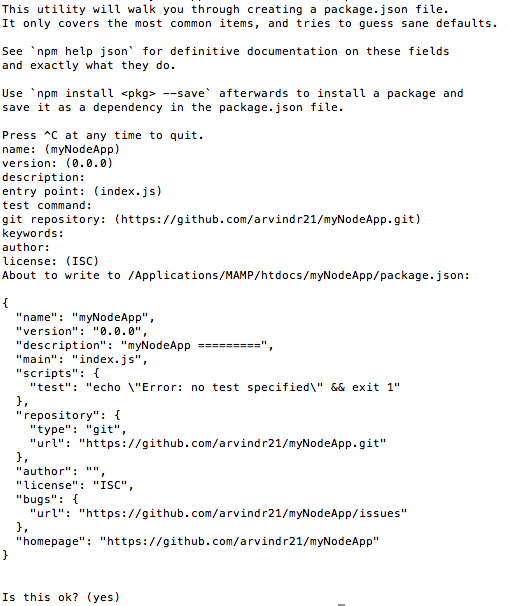 This utility will walk you through creating a package.json file.
It only covers the most common items, and tries to guess sane defaults.
See `npm help json` for definitive documentation on these fields
and exactly what they do.
Use `npm install <pkg> --save` afterwards to install a package and
save it as a dependency in the package.json file.
Press ^C at any time to quit.
name: (myNodeApp)
version: (0.0.0)
description:
entry point: (index.js)
test command:
git repository: (https://github.com/arvindr21/myNodeApp.git)
keywords:
author:
license: (ISC)
About to write to /Applications/MAMP/htdocs/myNodeApp/package.json:
{
  "name": "myNodeApp",
  "version": "0.0.0",
  "description": "myNodeApp =========",
  "main": "index.js",
  "scripts": {
    "test": "echo \"Error: no test specified\" && exit 1"
  },
  "repository": {
    "type": "git",
    "url": "https://github.com/arvindr21/myNodeApp.git"
  },
  "author": "",
  "license": "ISC",
  "bugs": {
    "url": "https://github.com/arvindr21/myNodeApp/issues"
  },
  "homepage": "https://github.com/arvindr21/myNodeApp"
}
Is this ok? (yes)